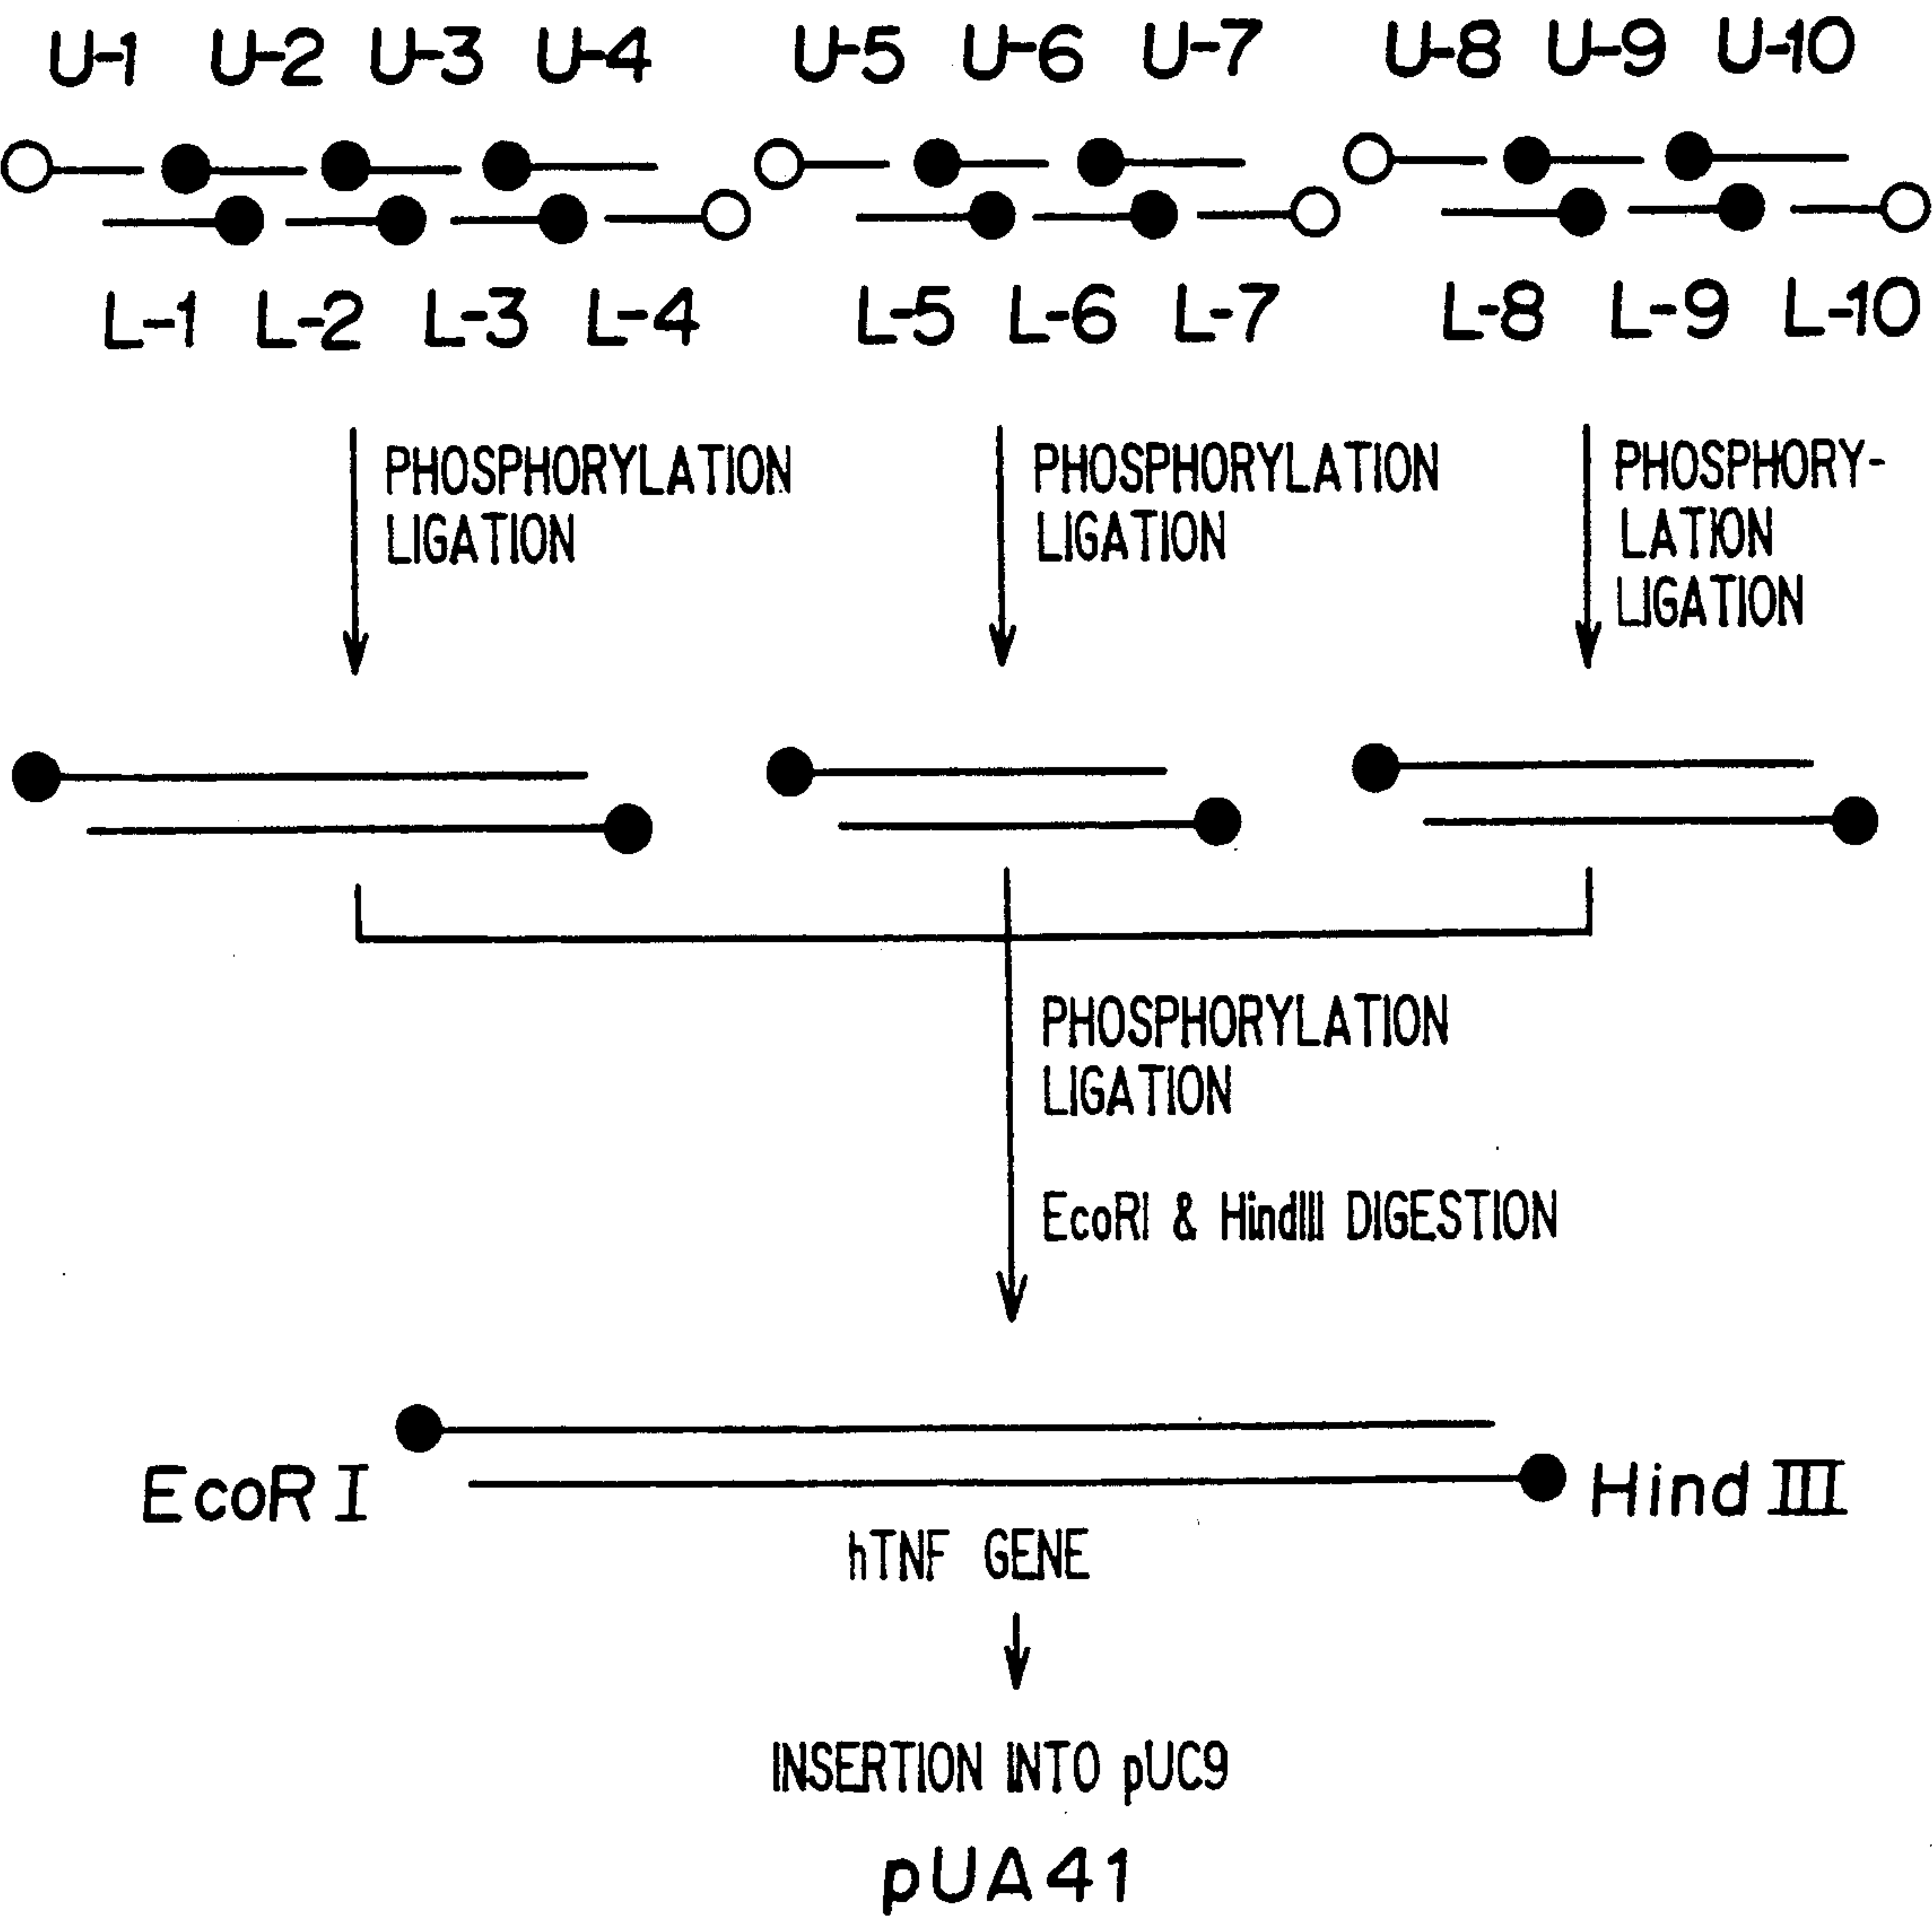 U-1 U-2 U-3 U-4 U-5 U-6 U-7 U-8 U-9 U-10
L-1 L-2 L-3 L-4 L-5 L-6 L-7 L-8 L-9 L-10
PHOSPHORYLATION
LIGATION
PHOSPHORYLATION
LIGATION
PHOSPHORY-
LATION
LIGATION
PHOSPHORYLATION
LIGATION
EcoRI & HindIII DIGESTION
EcoR I
Hind III
hTNF GENE
INSERTION INTO pUC9
pUA41